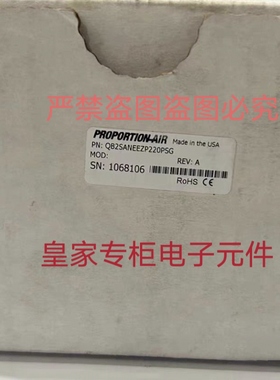 严禁盗图盗图必究
PROPORTION-AIR Made in the USA
PN: QB2SANEEZP220PSG
MOD: REV: A
SN: 1068106
RoHS CE
皇家专柜电子元件